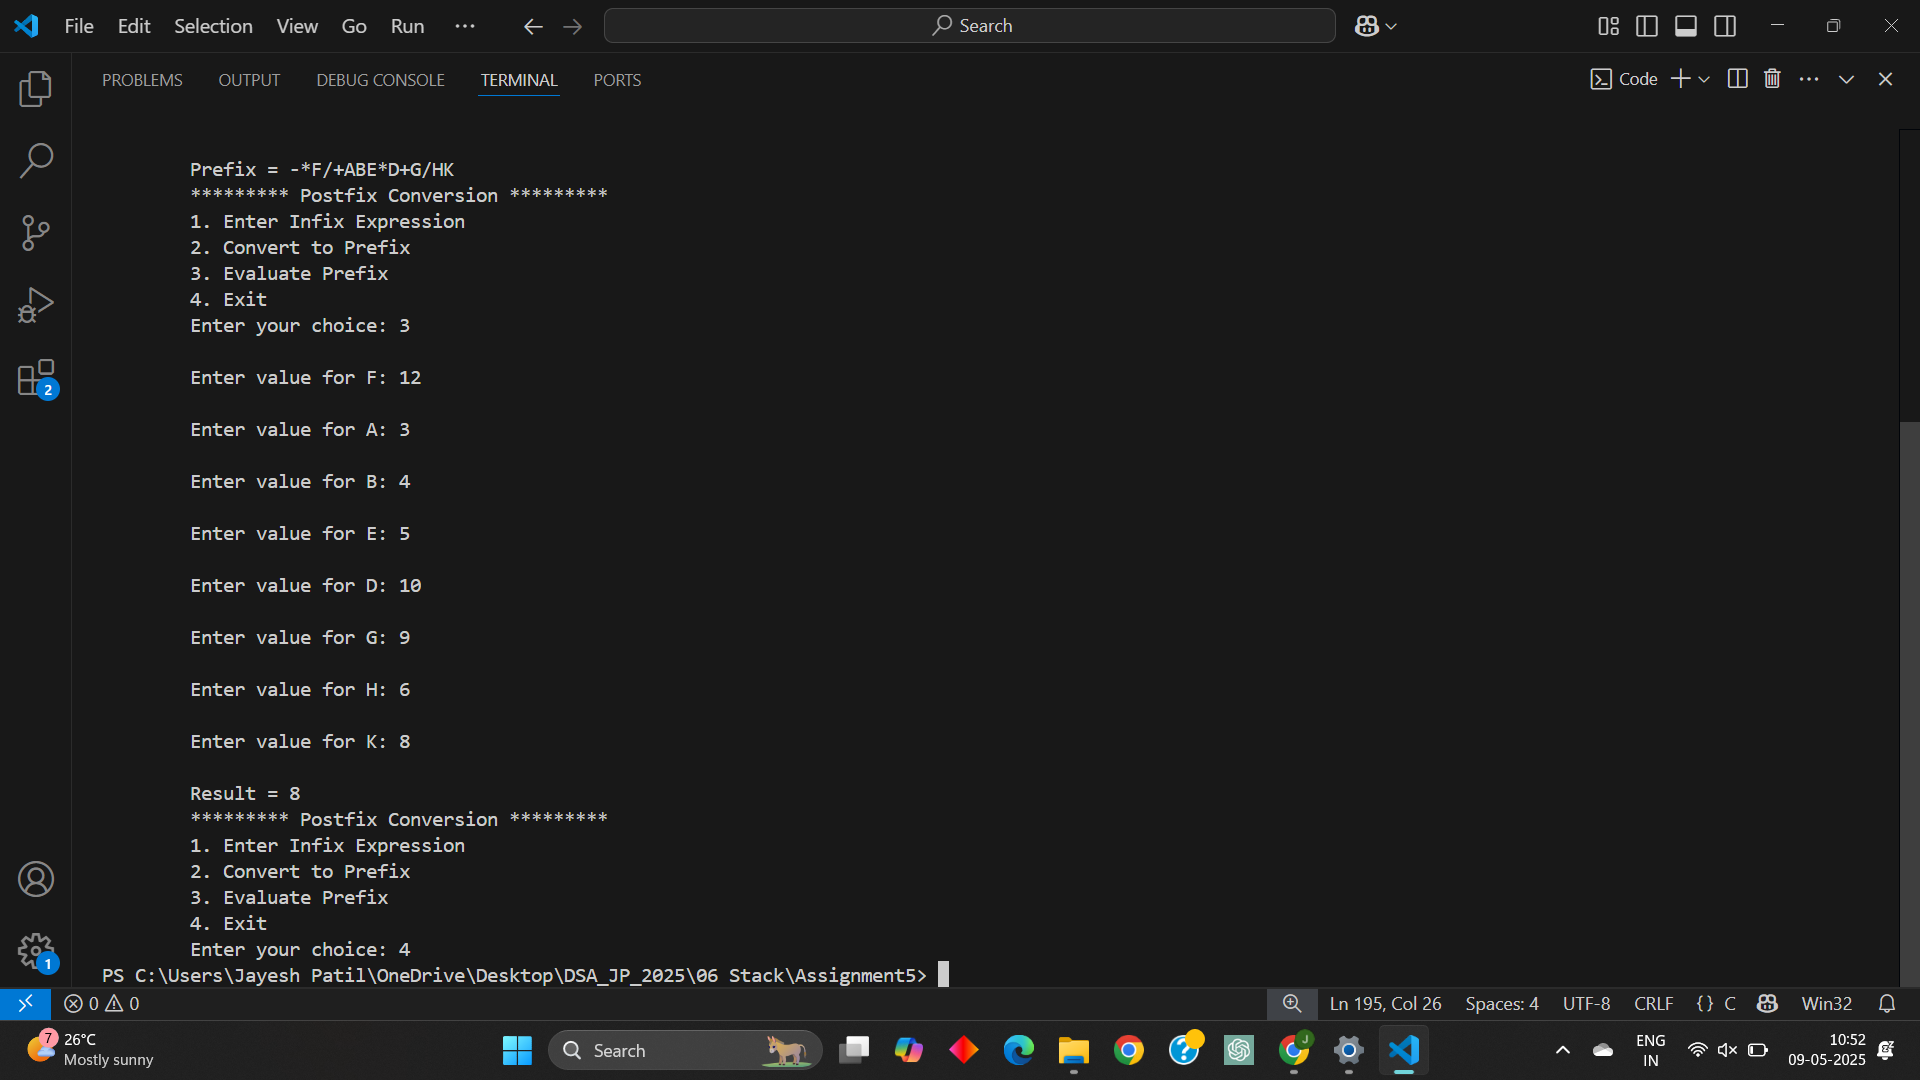 File Edit Selection View Go Run ··· Search
PROBLEMS OUTPUT DEBUG CONSOLE TERMINAL PORTS Code
Prefix = -*F/+ABE*D+G/HK
********* Postfix Conversion *********
1. Enter Infix Expression
2. Convert to Prefix
3. Evaluate Prefix
4. Exit
Enter your choice: 3
Enter value for F: 12
Enter value for A: 3
Enter value for B: 4
Enter value for E: 5
Enter value for D: 10
Enter value for G: 9
Enter value for H: 6
Enter value for K: 8
Result = 8
********* Postfix Conversion *********
1. Enter Infix Expression
2. Convert to Prefix
3. Evaluate Prefix
4. Exit
Enter your choice: 4
PS C:\Users\Jayesh Patil\OneDrive\Desktop\DSA_JP_2025\06 Stack\Assignment5>
2
1
0 0 Ln 195, Col 26 Spaces: 4 UTF-8 CRLF {} C Win32
7 26°C
Mostly sunny
Search
J
ENG
IN
10:52
09-05-2025